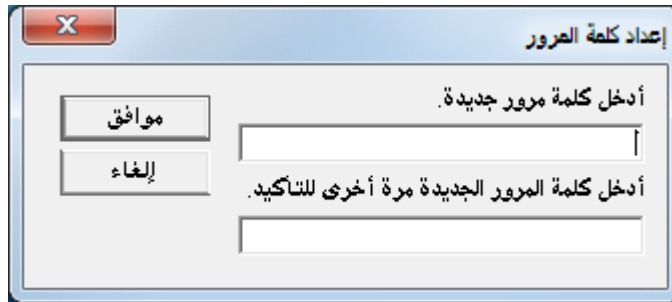 إعداد كلمة المرور
أدخل كلمة مرور جديدة.
موافق
إلغاء
أدخل كلمة المرور الجديدة مرة أخرى للتأكيد.